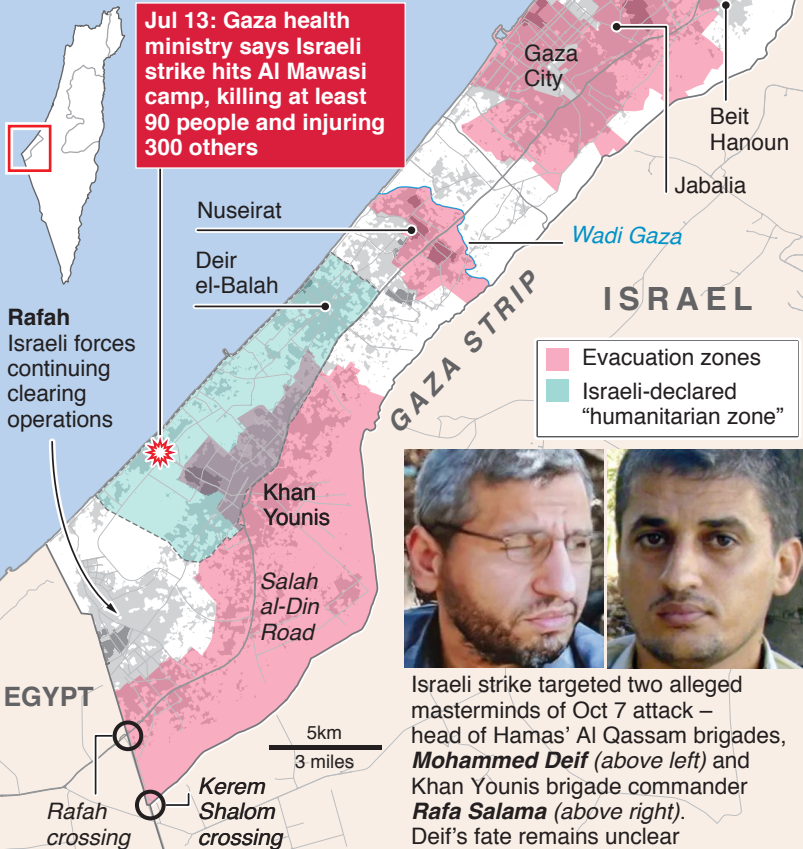 Jul 13: Gaza health
ministry says Israeli
strike hits Al Mawasi
camp, killing at least
90 people and injuring
300 others
Gaza
City
Beit
Hanoun
Jabalia
Nuseirat
Wadi Gaza
Deir
el-Balah
ISRAEL
GAZA STRIP
Rafah
Israeli forces
continuing
clearing
operations
Evacuation zones
Israeli-declared
“humanitarian zone”
Khan
Younis
Salah
al-Din
Road
EGYPT
5km
3 miles
Rafah
crossing
Kerem
Shalom
crossing
Israeli strike targeted two alleged
masterminds of Oct 7 attack –
head of Hamas’ Al Qassam brigades,
Mohammed Deif (above left) and
Khan Younis brigade commander
Rafa Salama (above right).
Deif’s fate remains unclear